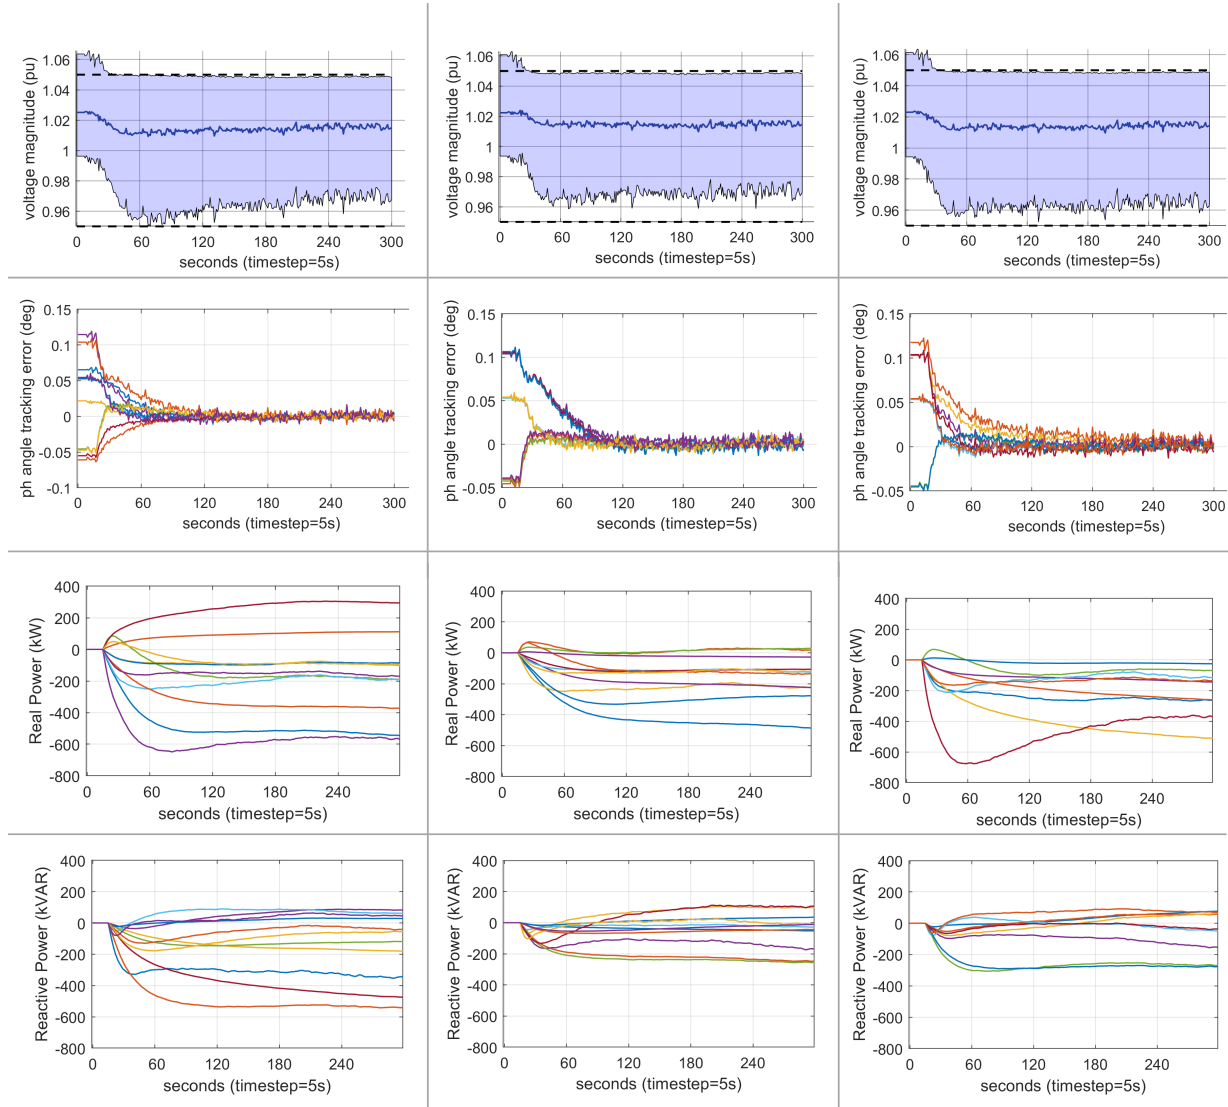 voltage magnitude (pu)
1.06
1.04
1.02
1
0.98
0.96
0 60 120 180 240 300
seconds (timestep=5s)
voltage magnitude (pu)
1.06
1.04
1.02
1
0.98
0.96
0 60 120 180 240 300
seconds (timestep=5s)
voltage magnitude (pu)
1.06
1.04
1.02
1
0.98
0.96
0 60 120 180 240 300
seconds (timestep=5s)
ph angle tracking error (deg)
0.15
0.1
0.05
0
-0.05
-0.1
0 60 120 180 240 300
seconds (timestep=5s)
ph angle tracking error (deg)
0.15
0.1
0.05
0
-0.05
0 60 120 180 240 300
seconds (timestep=5s)
ph angle tracking error (deg)
0.15
0.1
0.05
0
-0.05
0 60 120 180 240 300
seconds (timestep=5s)
Real Power (kW)
400
200
0
-200
-400
-600
-800
0 60 120 180 240
seconds (timestep=5s)
Real Power (kW)
400
200
0
-200
-400
-600
-800
0 60 120 180 240
seconds (timestep=5s)
Real Power (kW)
400
200
0
-200
-400
-600
-800
0 60 120 180 240
seconds (timestep=5s)
Reactive Power (kVAR)
400
200
0
-200
-400
-600
-800
0 60 120 180 240
seconds (timestep=5s)
Reactive Power (kVAR)
400
200
0
-200
-400
-600
-800
0 60 120 180 240
seconds (timestep=5s)
Reactive Power (kVAR)
400
200
0
-200
-400
-600
-800
0 60 120 180 240
seconds (timestep=5s)